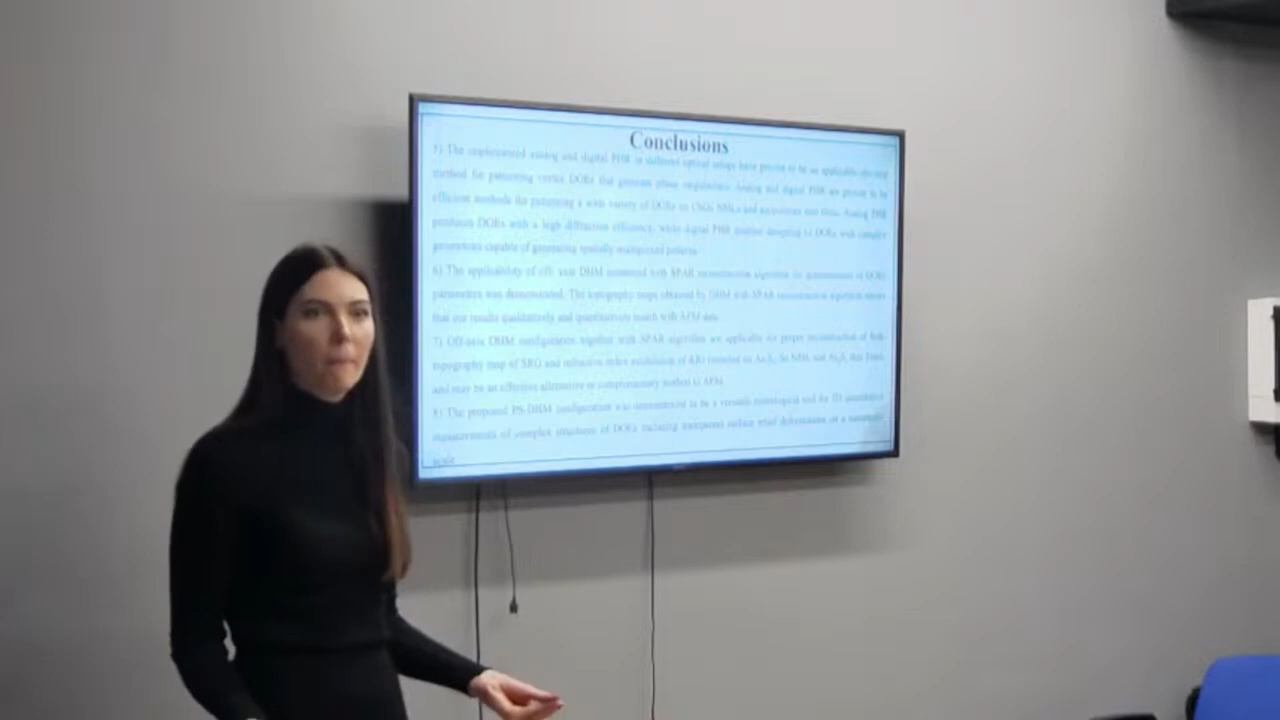 Conclusions
5) The implemented analog and digital PHR in different optical setups have proven to be an applicable
method for patterning vortex DOEs that generate phase singularities. Analog and digital PHR are proven to be
efficient methods for patterning a wide variety of DOEs on ChG NMLs and azopolymer thin films. Analog PHR
produces DOEs with a high diffraction efficiency, while digital PHR enables designing of DOEs with complex
geometries capable of generating spatially multiplexed patterns
6) The applicability of off- axis DHM combined with SPAR reconstruction algorithm for of DOEs
parameters was demonstrated. The topography maps obtained by DHM with SPAR reconstruction algorithm
that our results qualitatively and quantitatively match with AFM data.
7) Off-axis DHM configuration together with SPAR algorithm are applicable for proper reconstruction of both
topography map of SRG and refractive index modulation of recorded on
and may be an effective alternative or complementary method to AFM.
8) The proposed PS-DHM configuration was demonstrated to be a versatile metrological tool for 3D quantitative
measurements of complex structures of DOEs including transparent surface relief deformations on a nanometric
scale